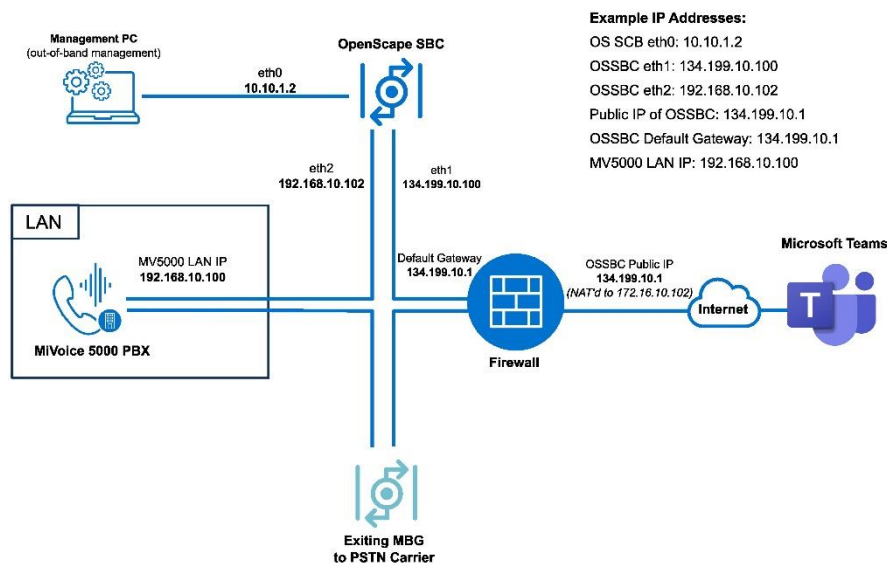 Management PC
(out-of-band management)
eth0
10.10.1.2
OpenScape SBC
Example IP Addresses:
OS SCB eth0: 10.10.1.2
OSSBC eth1: 134.199.10.100
OSSBC eth2: 192.168.10.102
Public IP of OSSBC: 134.199.10.1
OSSBC Default Gateway: 134.199.10.1
MV5000 LAN IP: 192.168.10.100
eth2
192.168.10.102
eth1
134.199.10.100
LAN
MV5000 LAN IP
192.168.10.100
MiVoice 5000 PBX
Default Gateway
134.199.10.1
Firewall
OSSBC Public IP
134.199.10.1
(NAT'd to 172.16.10.102)
Internet
Microsoft Teams
T
Exiting MBG
to PSTN Carrier